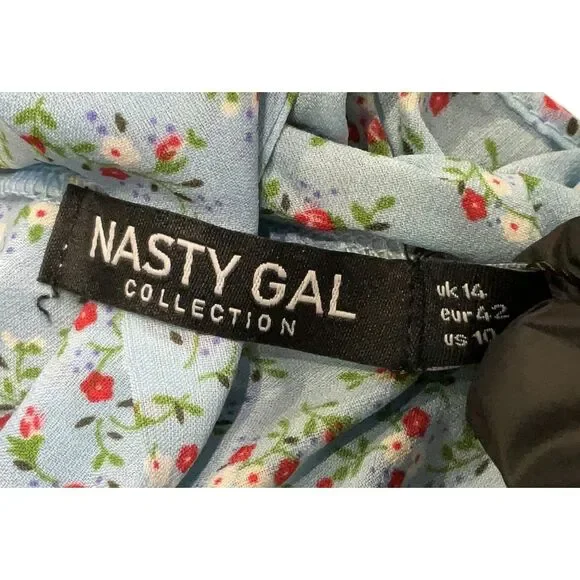 NASTY GAL
COLLECTION
uk 14
eur 42
us 10